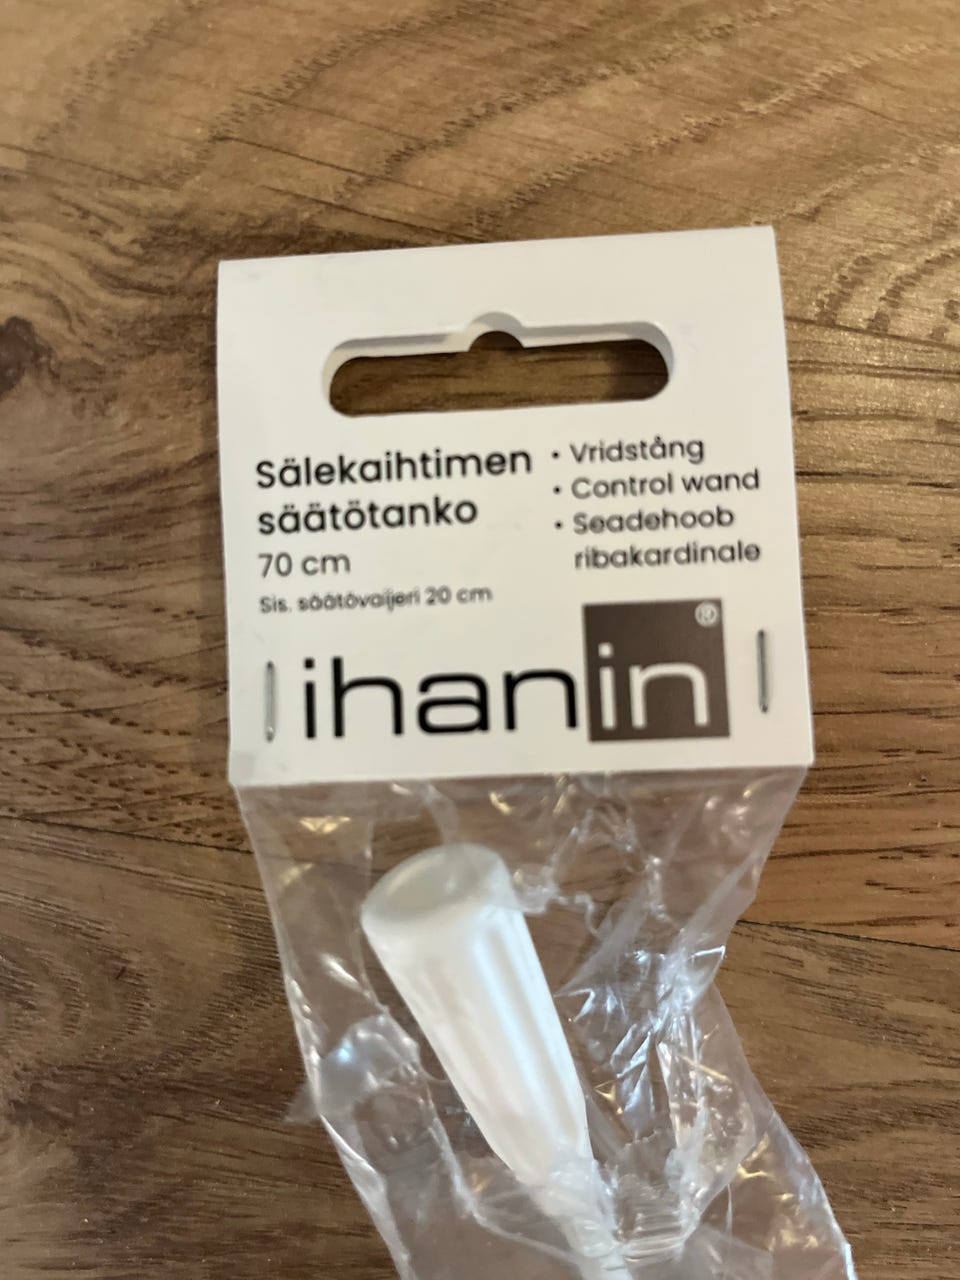 Sälekaihtimen
säätötanko
70 cm
Sis. säätövaijeri 20 cm
• Vridstång
• Control wand
• Seadehoob
ribakardinale
ihanin®